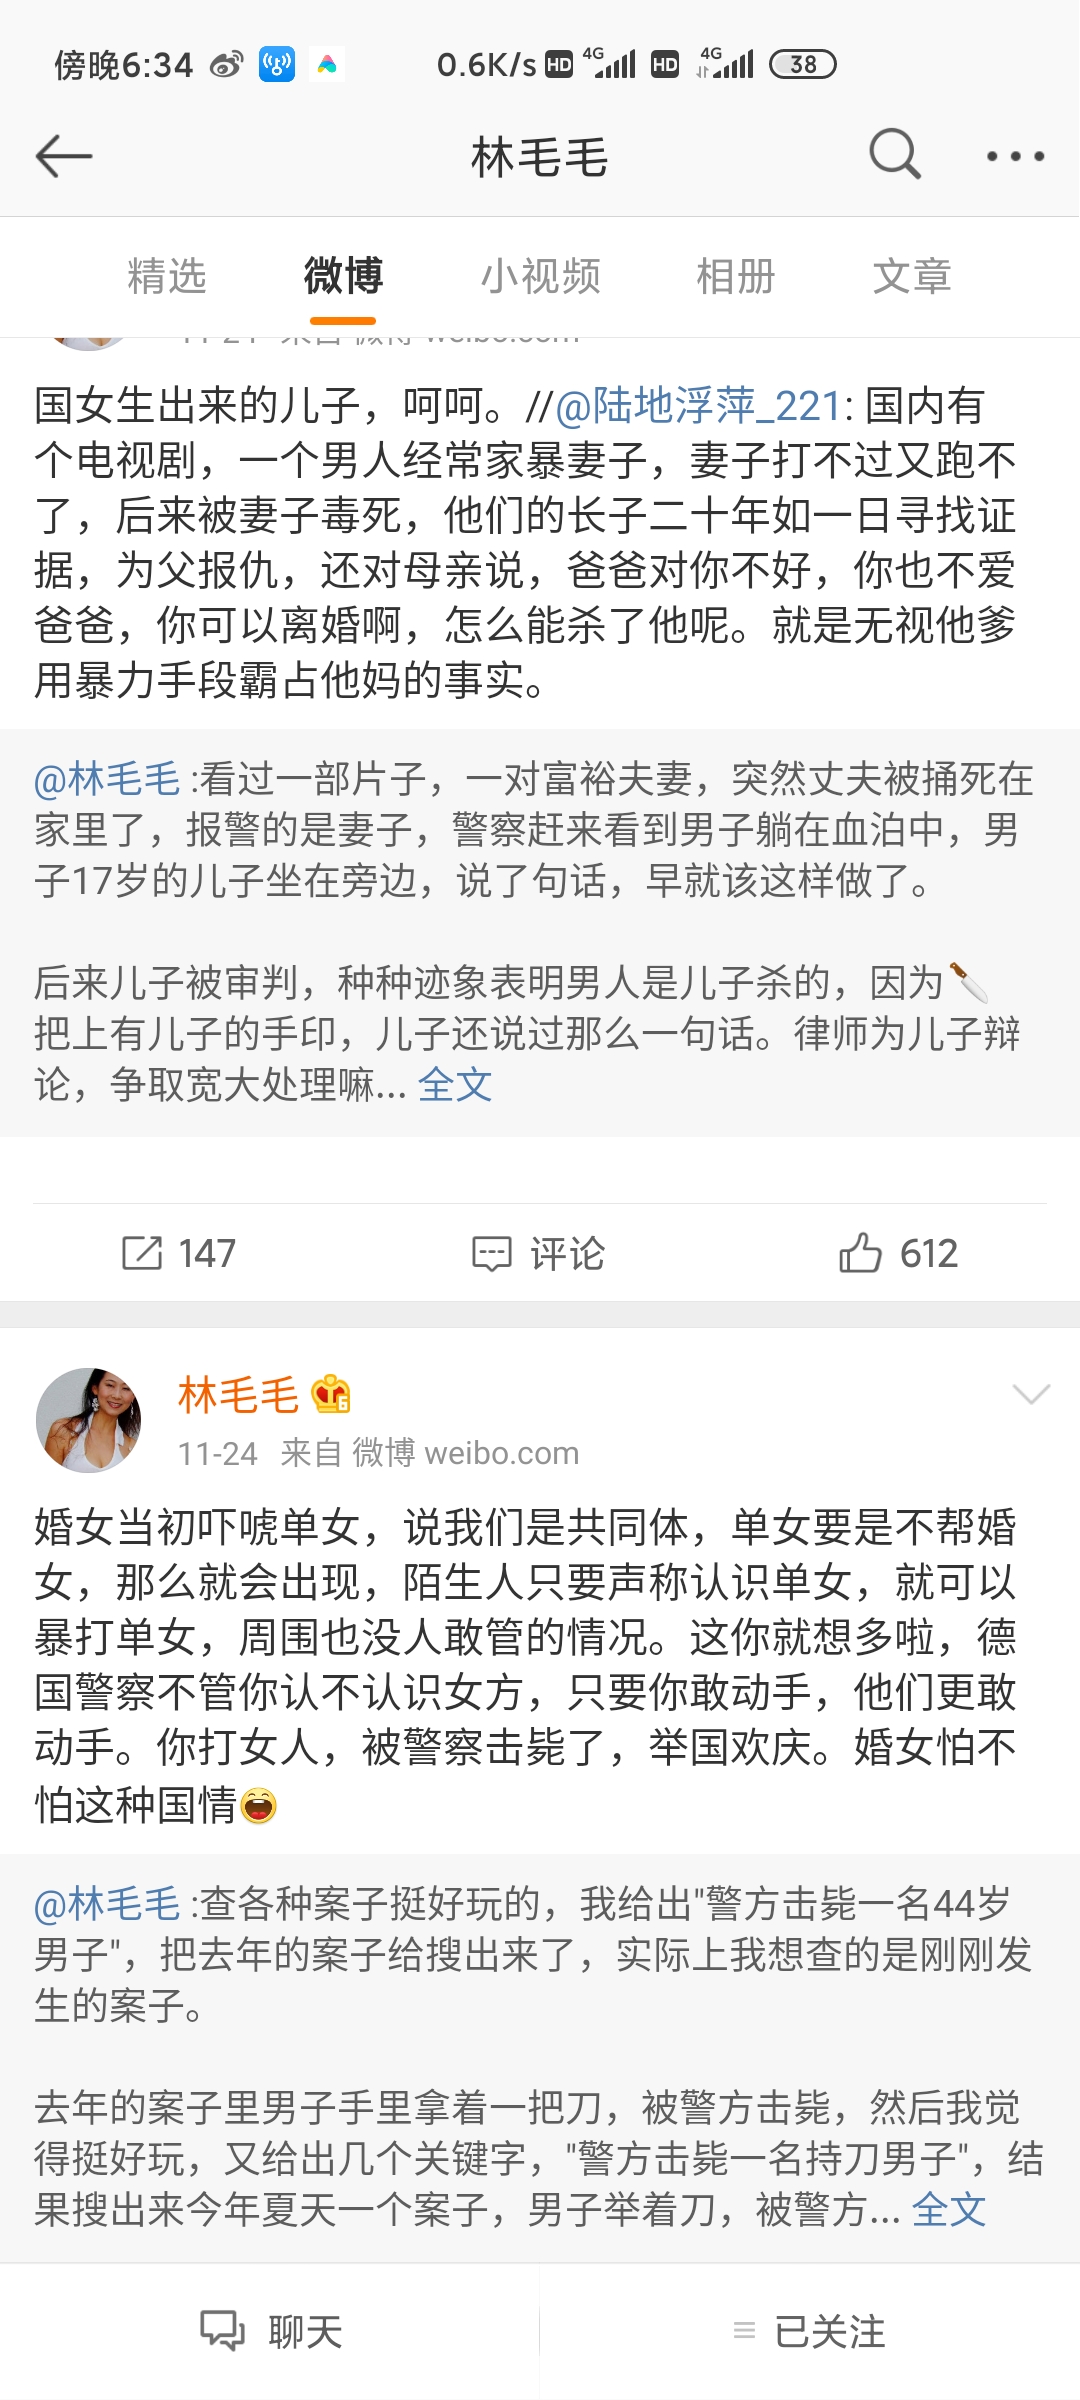 傍晚6:34 0.6K/s HD 4G HD 4G 38
林毛毛
精选 微博 小视频 相册 文章
11-24 来自 微博 weibo.com
国女生出来的儿子，呵呵。//@陆地浮萍_221: 国内有
个电视剧，一个男人经常家暴妻子，妻子打不过又跑不
了，后来被妻子毒死，他们的长子二十年如一日寻找证
据，为父报仇，还对母亲说，爸爸对你不好，你也不爱
爸爸，你可以离婚啊，怎么能杀了他呢。就是无视他爹
用暴力手段霸占他妈的事实。
@林毛毛 :看过一部片子，一对富裕夫妻，突然丈夫被捅死在
家里了，报警的是妻子，警察赶来看到男子躺在血泊中，男
子17岁的儿子坐在旁边，说了句话，早就该这样做了。
后来儿子被审判，种种迹象表明男人是儿子杀的，因为🔪
把上有儿子的手印，儿子还说过那么一句话。律师为儿子辩
论，争取宽大处理嘛... 全文
147 评论 612
林毛毛 6
11-24 来自 微博 weibo.com
婚女当初吓唬单女，说我们是共同体，单女要是不帮婚
女，那么就会出现，陌生人只要声称认识单女，就可以
暴打单女，周围也没人敢管的情况。这你就想多啦，德
国警察不管你认不认识女方，只要你敢动手，他们更敢
动手。你打女人，被警察击毙了，举国欢庆。婚女怕不
怕这种国情😄
@林毛毛 :查各种案子挺好玩的，我给出"警方击毙一名44岁
男子"，把去年的案子给搜出来了，实际上我想查的是刚刚发
生的案子。
去年的案子里男子手里拿着一把刀，被警方击毙，然后我觉
得挺好玩，又给出几个关键字，"警方击毙一名持刀男子"，结
果搜出来今年夏天一个案子，男子举着刀，被警方... 全文
聊天 已关注